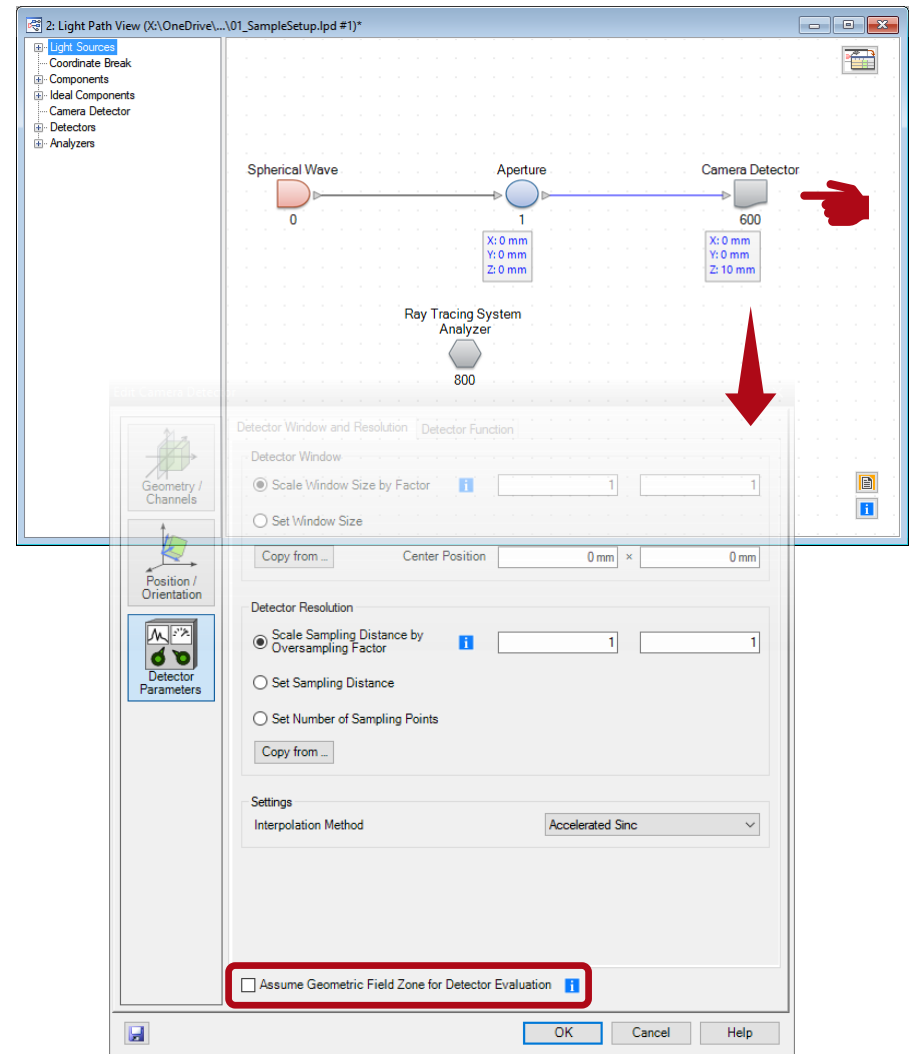 2: Light Path View (X:\OneDrive\...\01_SampleSetup.lpd #1)*
Light Sources
Coordinate Break
Components
Ideal Components
Camera Detector
Detectors
Analyzers
Spherical Wave
Aperture
Camera Detector
0
1
600
X: 0 mm
Y: 0 mm
Z: 0 mm
X: 0 mm
Y: 0 mm
Z: 10 mm
Ray Tracing System
Analyzer
800
Edit Camera Detector
Geometry /
Channels
Position /
Orientation
Detector
Parameters
Detector Window and Resolution
Detector Function
Detector Window
Scale Window Size by Factor
i
1
1
Set Window Size
Copy from ...
Center Position
0 mm
×
0 mm
Detector Resolution
Scale Sampling Distance by
Oversampling Factor
i
1
1
Set Sampling Distance
Set Number of Sampling Points
Copy from ...
Settings
Interpolation Method
Accelerated Sinc
Assume Geometric Field Zone for Detector Evaluation
i
i
OK
Cancel
Help